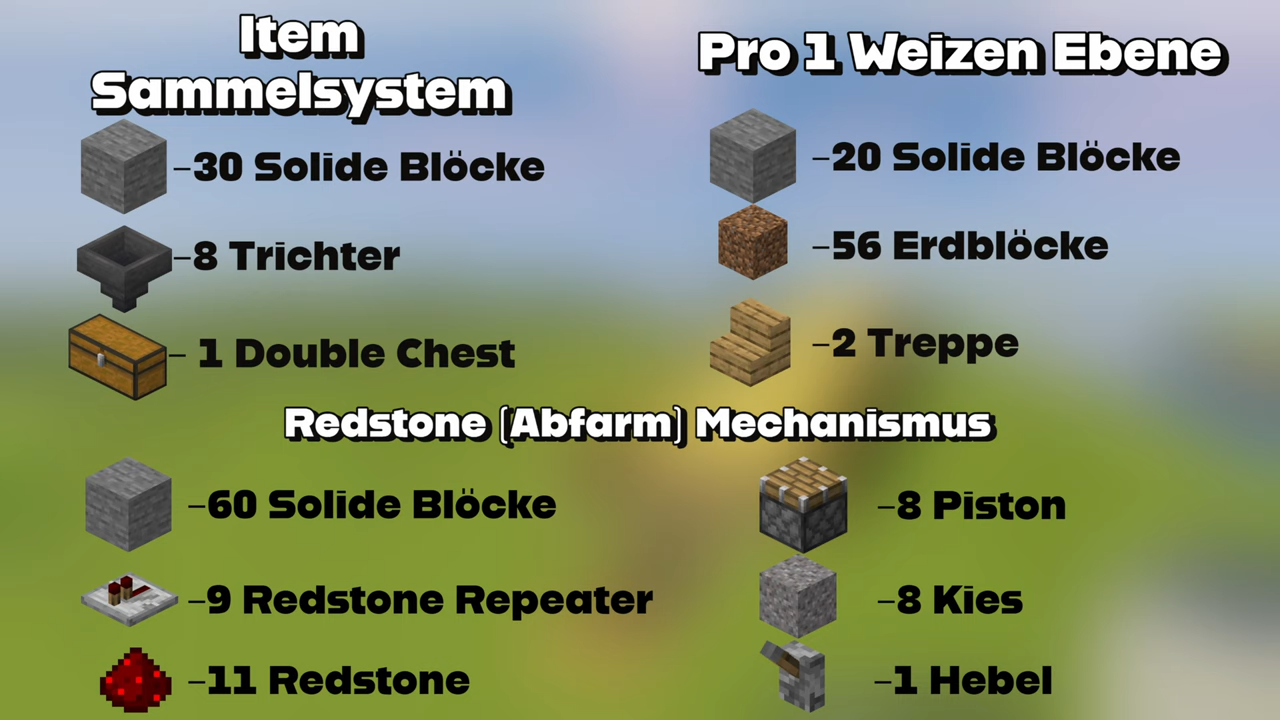 Item
Sammelsystem
-30 Solide Blöcke
-8 Trichter
- 1 Double Chest
Pro 1 Weizen Ebene
-20 Solide Blöcke
-56 Erdblöcke
-2 Treppe
Redstone (Abfarm) Mechanismus
-60 Solide Blöcke
-9 Redstone Repeater
-11 Redstone
-8 Piston
-8 Kies
-1 Hebel